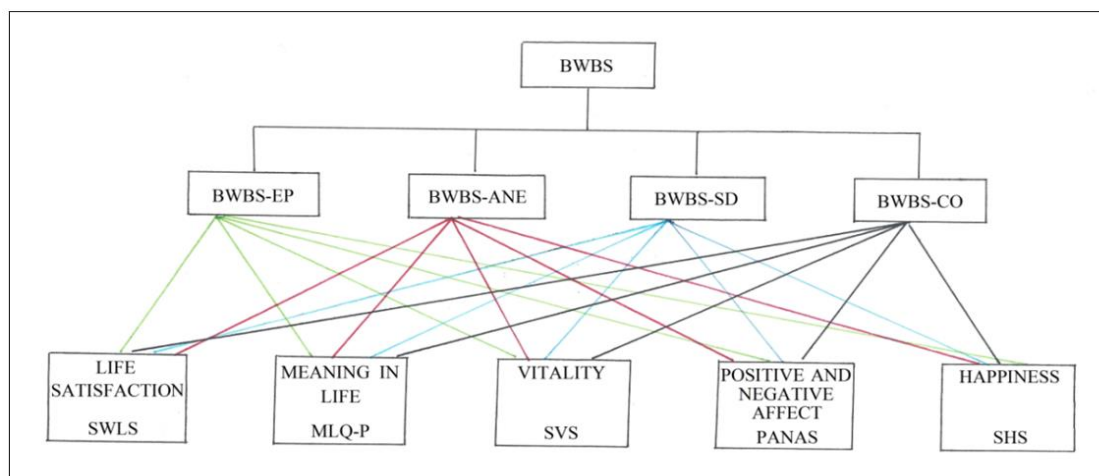 BWBS
BWBS-EP
BWBS-ANE
BWBS-SD
BWBS-CO
LIFE
SATISFACTION
SWLS
MEANING IN
LIFE
MLQ-P
VITALITY
SVS
POSITIVE AND
NEGATIVE
AFFECT
PANAS
HAPPINESS
SHS